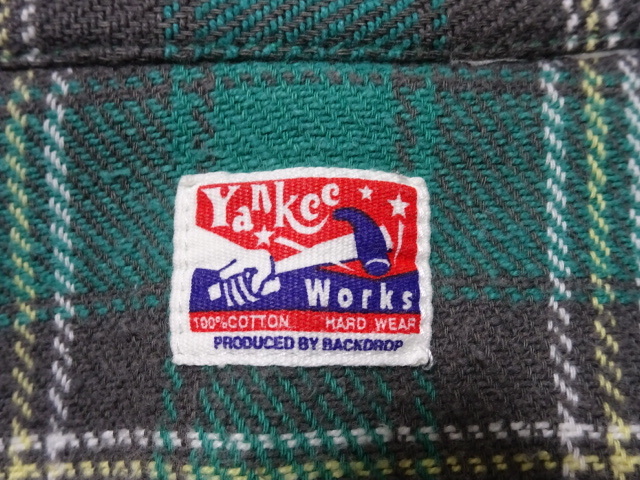 Yankee
Works
100%COTTON HARD WEAR
PRODUCED BY BACKDROP